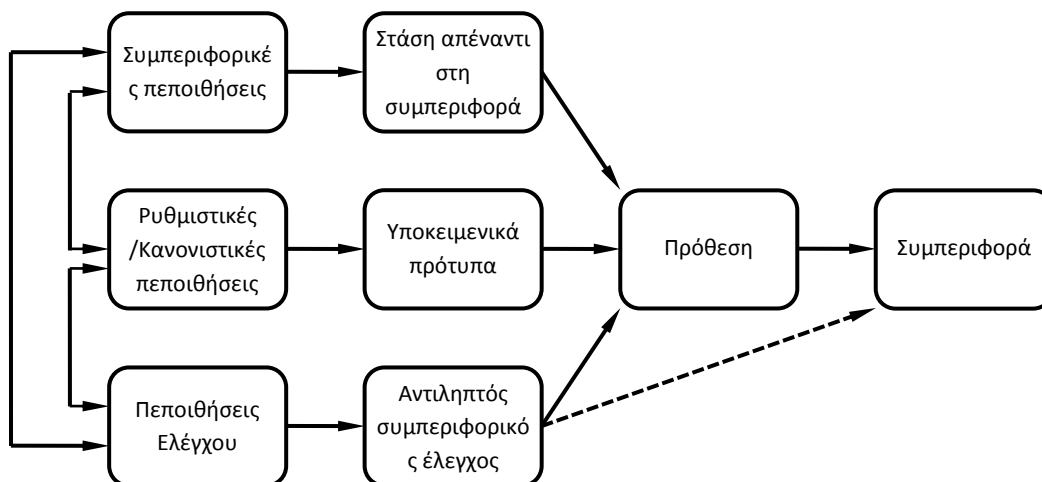 Συμπεριφορικέ
ς πεποιθήσεις
Στάση απέναντι
στη
συμπεριφορά
Ρυθμιστικές
/Κανονιστικές
πεποιθήσεις
Υποκειμενικά
πρότυπα
Πρόθεση
Συμπεριφορά
Πεποιθήσεις
Ελέγχου
Αντιληπτός
συμπεριφορικό
ς έλεγχος